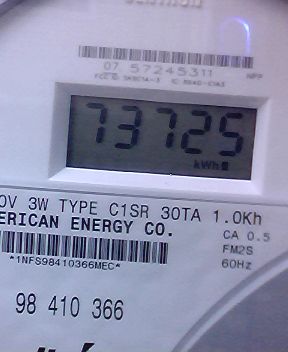 07 57245311
NPP
73725
kWh
0V 3W TYPE C1SR 30TA 1.0Kh
ERICAN ENERGY CO.
CA 0.5
FM2S
*1NFS98410366MEC*
60Hz
98 410 366